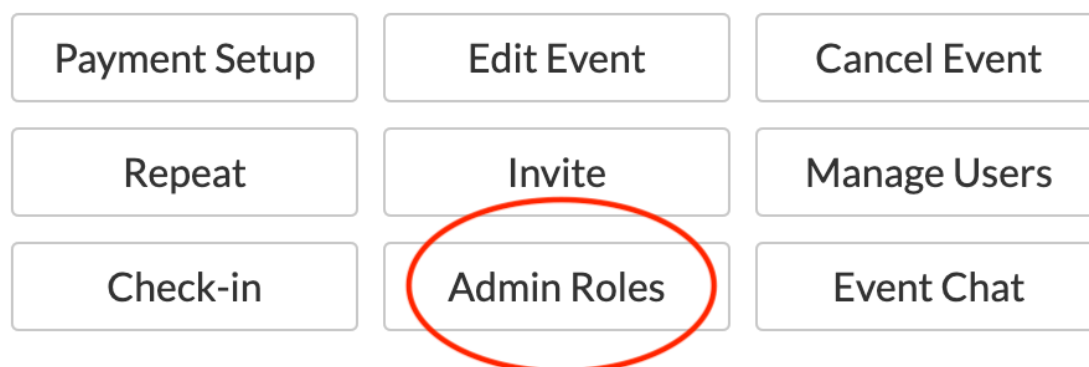 Payment Setup Edit Event Cancel Event
Repeat Invite Manage Users
Check-in Admin Roles Event Chat